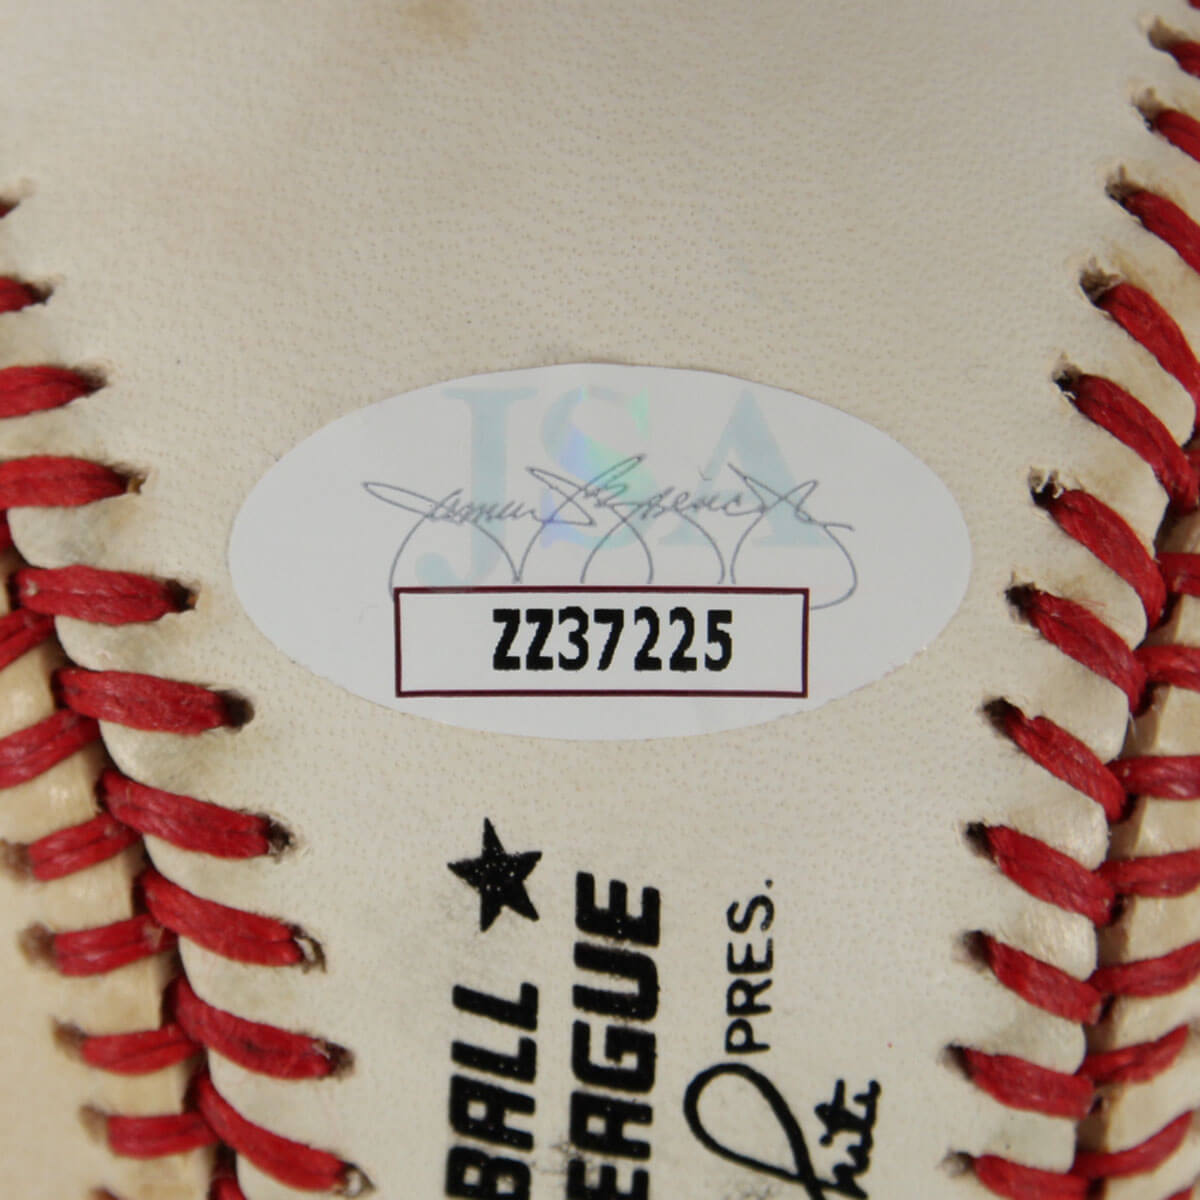 JSA
ZZ37225
BALL ★
EAGUE
PRES.